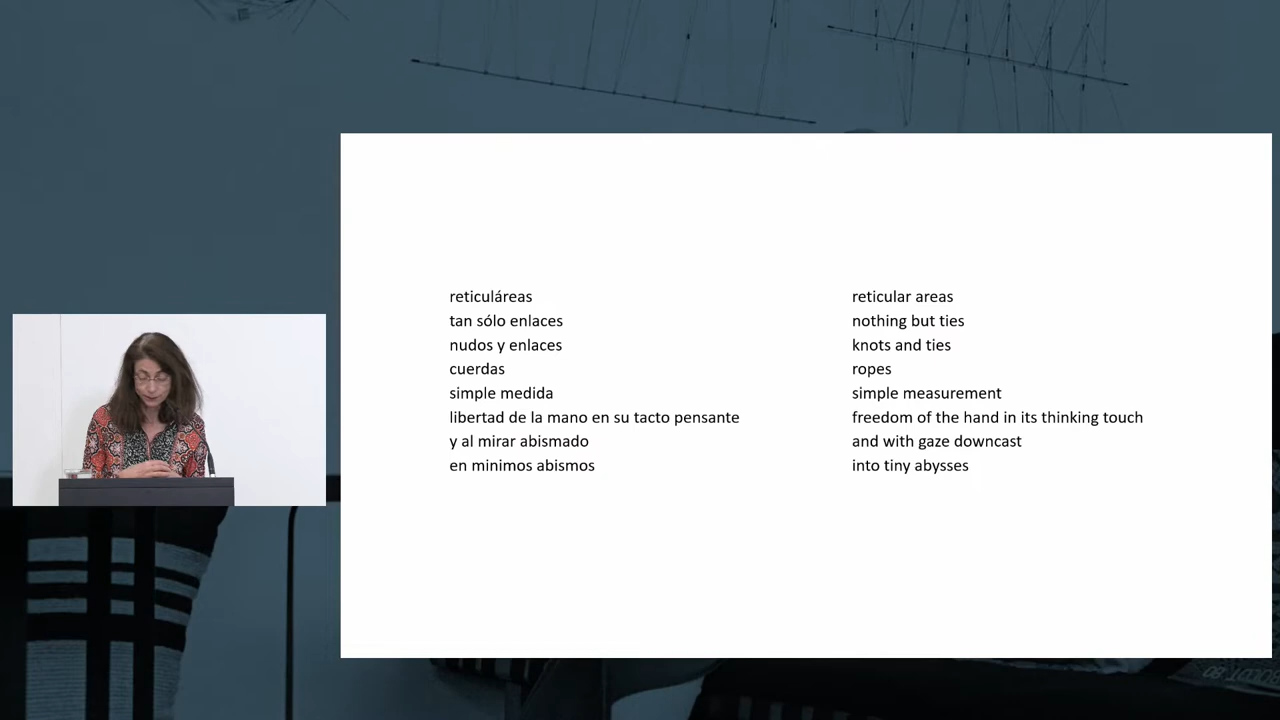 reticuláreas
tan sólo enlaces
nudos y enlaces
cuerdas
simple medida
libertad de la mano en su tacto pensante
y al mirar abismado
en minimos abismos
reticular areas
nothing but ties
knots and ties
ropes
simple measurement
freedom of the hand in its thinking touch
and with gaze downcast
into tiny abysses